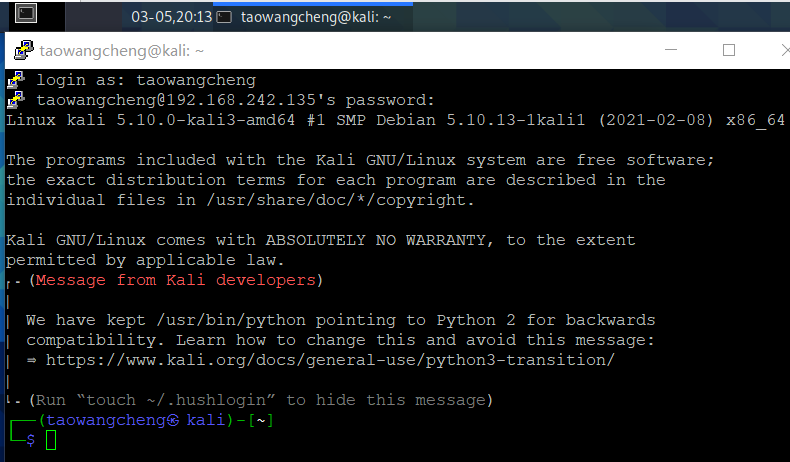 03-05,20:13 taowangcheng@kali: ~
taowangcheng@kali: ~
login as: taowangcheng
taowangcheng@192.168.242.135's password:
Linux kali 5.10.0-kali3-amd64 #1 SMP Debian 5.10.13-1kali1 (2021-02-08) x86_64
The programs included with the Kali GNU/Linux system are free software;
the exact distribution terms for each program are described in the
individual files in /usr/share/doc/*/copyright.
Kali GNU/Linux comes with ABSOLUTELY NO WARRANTY, to the extent
permitted by applicable law.
(Message from Kali developers)
We have kept /usr/bin/python pointing to Python 2 for backwards
compatibility. Learn how to change this and avoid this message:
⇒ https://www.kali.org/docs/general-use/python3-transition/
(Run “touch ~/.hushlogin” to hide this message)
┌──(taowangcheng㉿ kali)-[~]
└─$